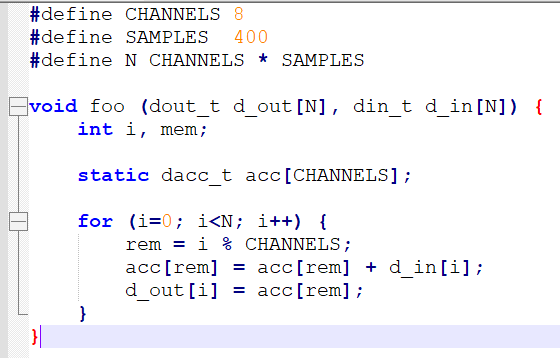 #define CHANNELS 8
#define SAMPLES  400
#define N CHANNELS * SAMPLES
void foo (dout_t d_out[N], din_t d_in[N]) {
    int i, mem;
    static dacc_t acc[CHANNELS];
    for (i=0; i<N; i++) {
        rem = i % CHANNELS;
        acc[rem] = acc[rem] + d_in[i];
        d_out[i] = acc[rem];
    }
}